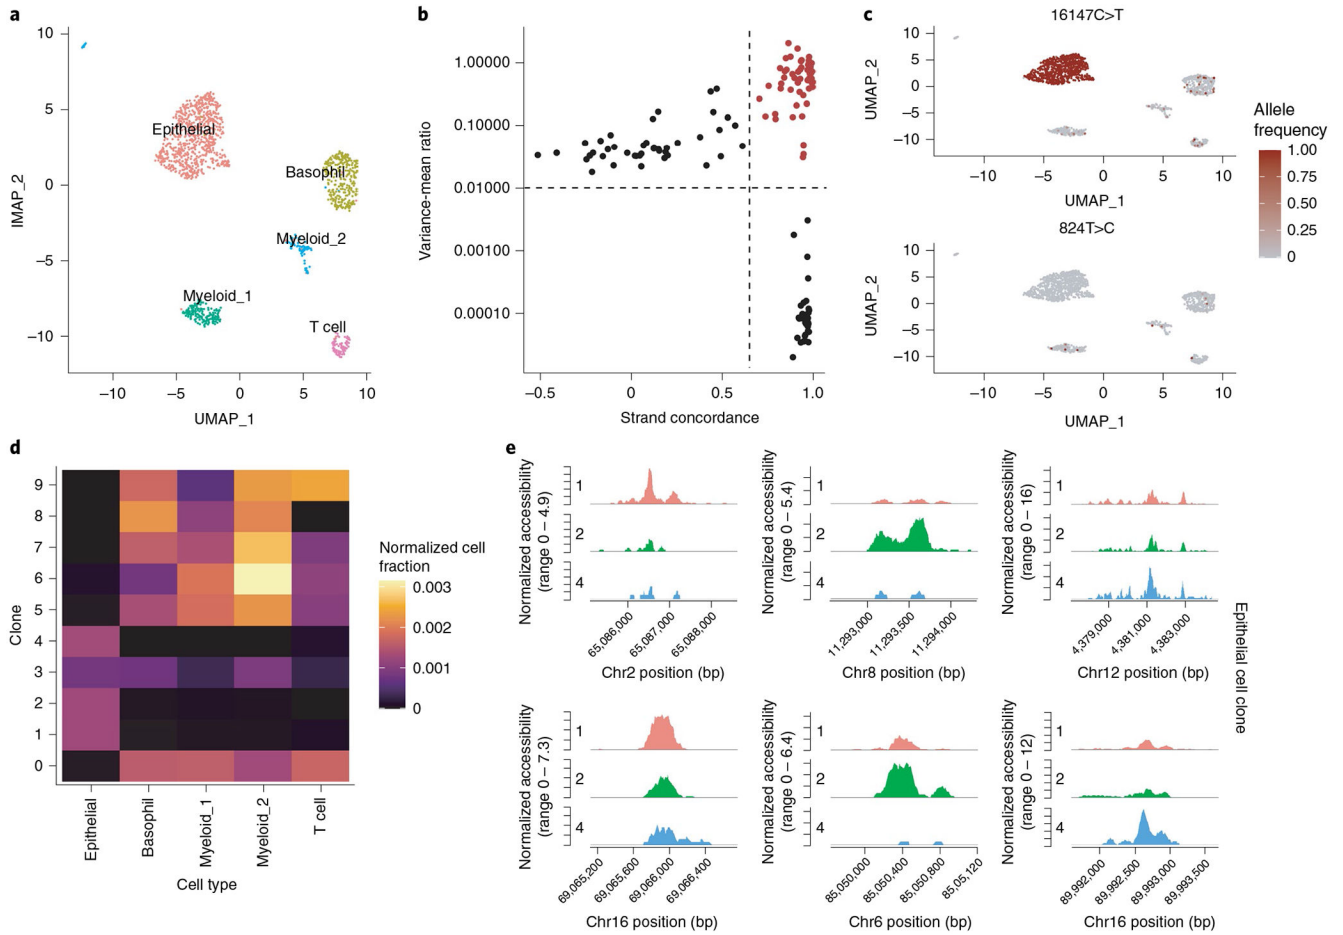 a
10
5
0
−5
−10
IMAP_2
Epithelial
Basophil
Myeloid_2
Myeloid_1
T cell
−10
−5
0
5
10
UMAP_1
b
Variance-mean ratio
1.00000
0.10000
0.01000
0.00100
0.00010
−0.5
0
0.5
1.0
Strand concordance
c
16147C>T
UMAP_2
10
5
0
−5
−10
−10
−5
0
5
10
UMAP_1
824T>C
UMAP_2
10
5
0
−5
−10
−10
−5
0
5
10
UMAP_1
Allele
frequency
1.00
0.75
0.50
0.25
0
d
Clone
9
8
7
6
5
4
3
2
1
0
Epithelial
Basophil
Myeloid_1
Myeloid_2
T cell
Cell type
Normalized cell
fraction
0.003
0.002
0.001
0
e
Normalized accessibility
(range 0 – 4.9)
1
2
4
65,086,000
65,087,000
65,088,000
Chr2 position (bp)
Normalized accessibility
(range 0 – 5.4)
1
2
4
11,293,000
11,293,500
11,294,000
Chr8 position (bp)
Normalized accessibility
(range 0 – 16)
1
2
4
4,379,000
4,381,000
4,383,000
Chr12 position (bp)
Epithelial cell clone
Normalized accessibility
(range 0 – 7.3)
1
2
4
69,065,200
69,065,600
69,066,000
69,066,400
Chr16 position (bp)
Normalized accessibility
(range 0 – 6.4)
1
2
4
85,050,000
85,050,400
85,050,800
85,05,120
Chr6 position (bp)
Normalized accessibility
(range 0 – 12)
1
2
4
89,992,000
89,992,500
89,993,000
89,993,500
Chr16 position (bp)